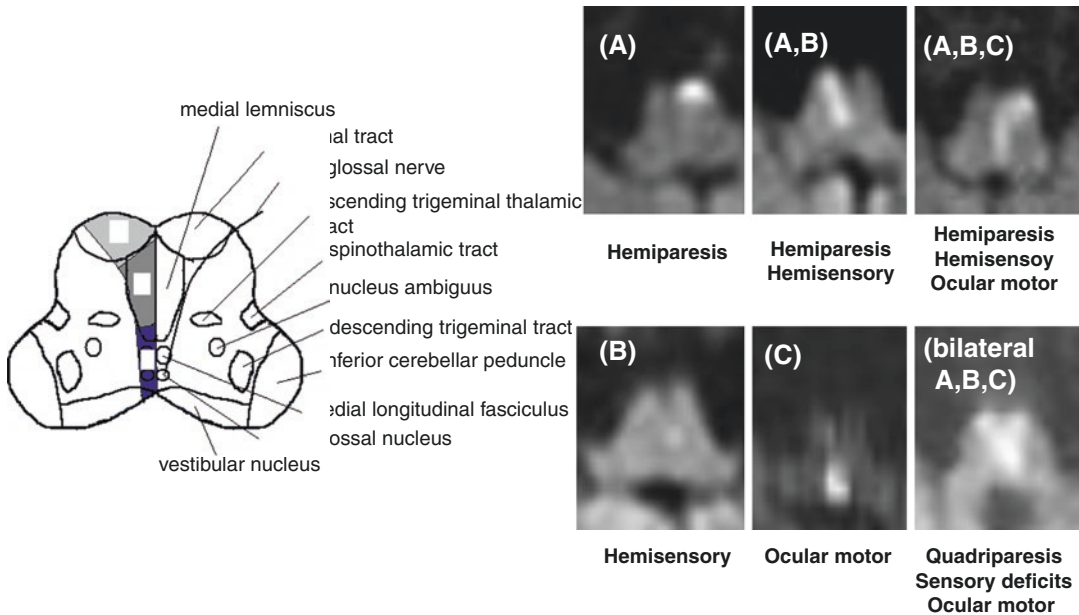 medial lemniscus
al tract
glossal nerve
scending trigeminal thalamic
act
spinothalamic tract
nucleus ambiguus
descending trigeminal tract
nferior cerebellar peduncle
edial longitudinal fasciculus
ossal nucleus
vestibular nucleus
(A)
Hemiparesis
(A,B)
Hemiparesis
Hemisensory
(A,B,C)
Hemiparesis
Hemisensoy
Ocular motor
(B)
Hemisensory
(C)
Ocular motor
(bilateral
A,B,C)
Quadriparesis
Sensory deficits
Ocular motor